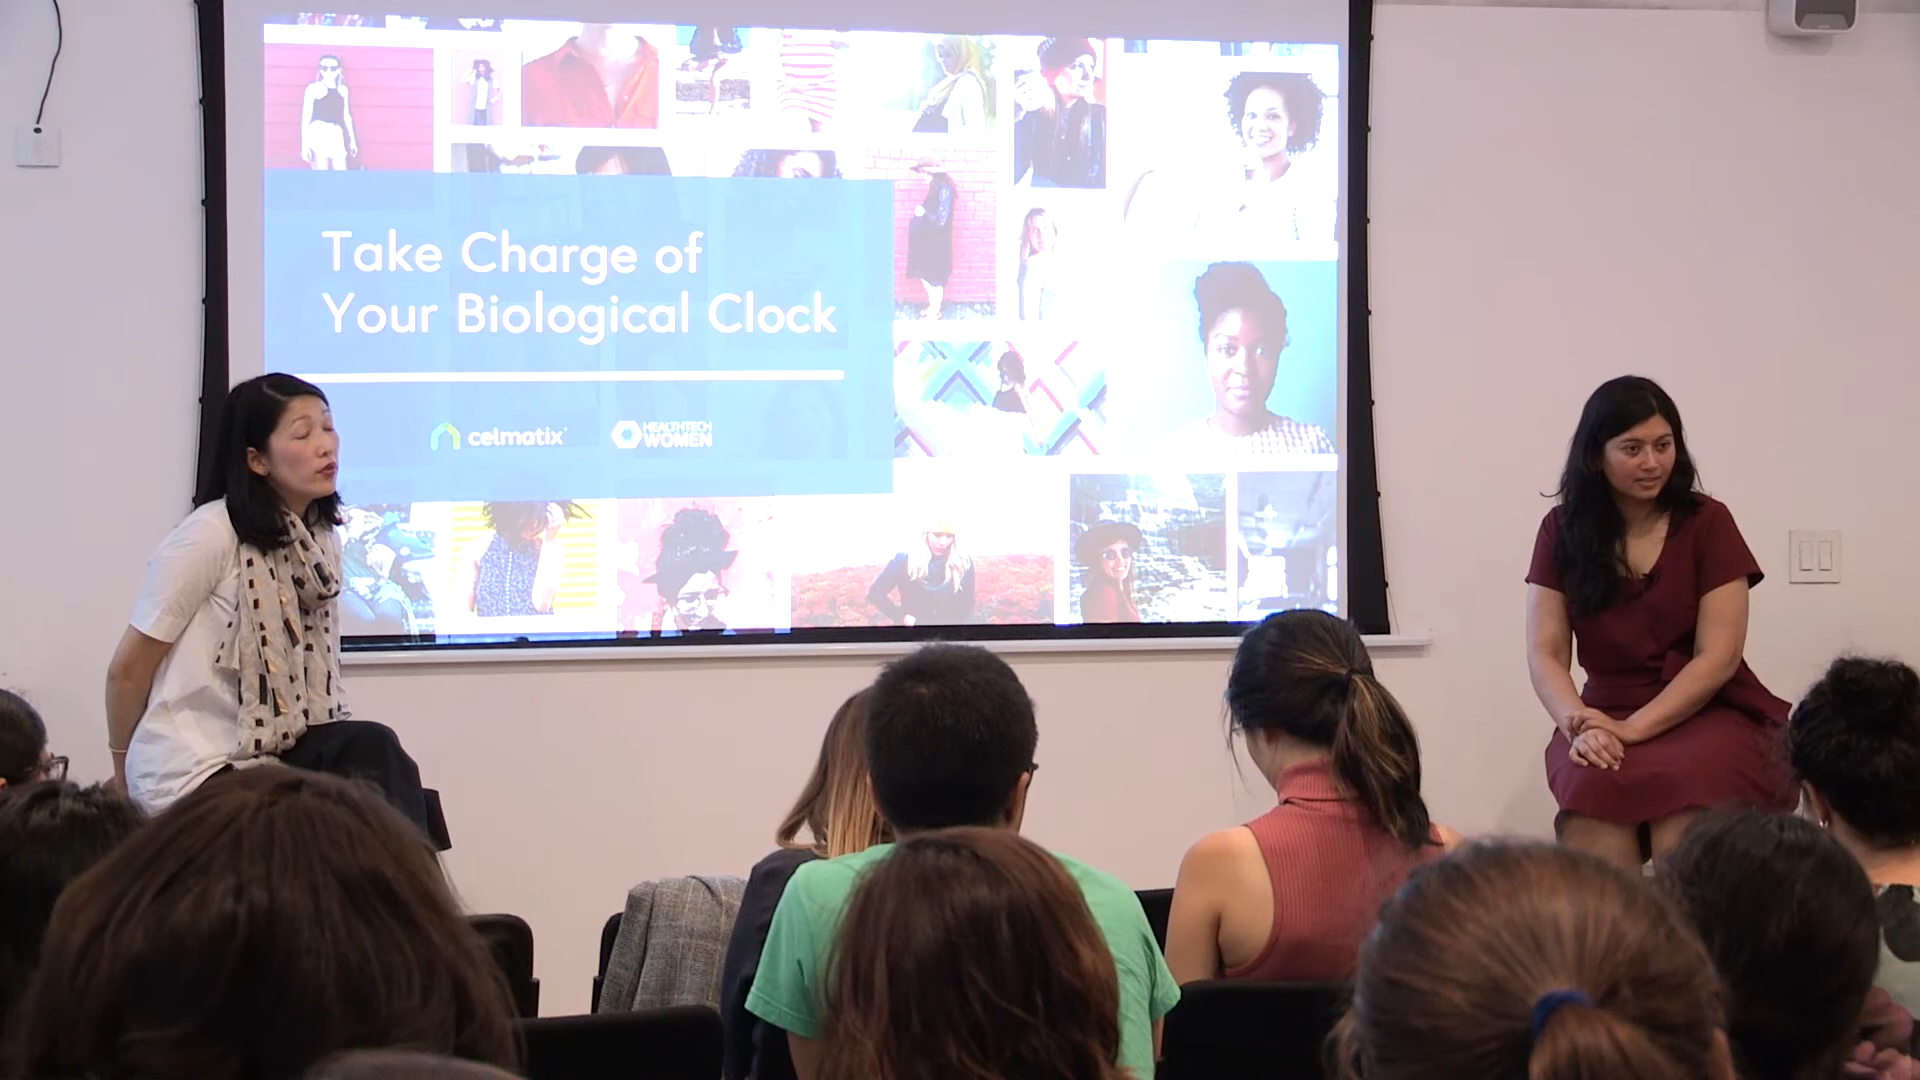 Take Charge of
Your Biological Clock
celmatix
HEALTHTECH
WOMEN